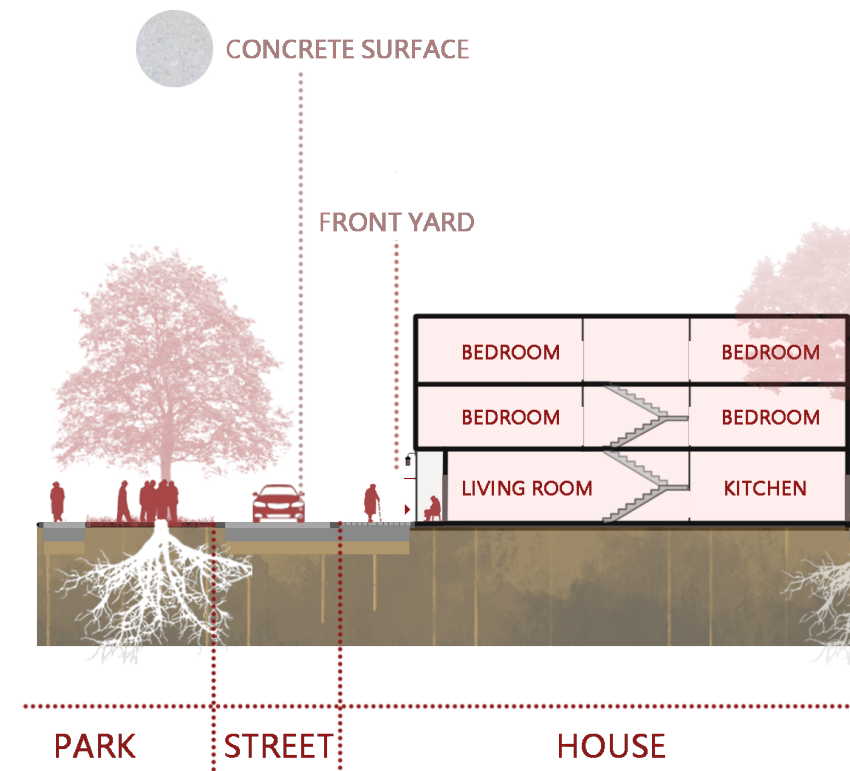 CONCRETE SURFACE
FRONT YARD
BEDROOM
BEDROOM
BEDROOM
BEDROOM
LIVING ROOM
KITCHEN
PARK
STREET
HOUSE